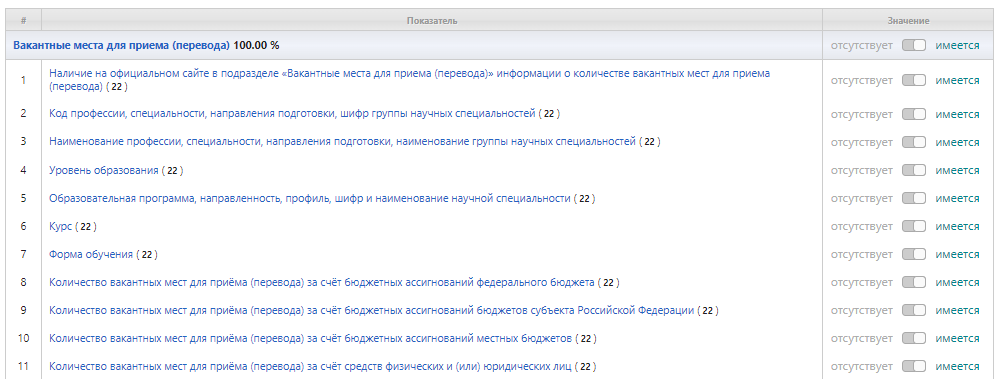 # Показатель Значение
Вакантные места для приема (перевода) 100.00 % отсутствует имеется
1 Наличие на официальном сайте в подразделе «Вакантные места для приема (перевода)» информации о количестве вакантных мест для приема
(перевода) ( 22 ) отсутствует имеется
2 Код профессии, специальности, направления подготовки, шифр группы научных специальностей ( 22 ) отсутствует имеется
3 Наименование профессии, специальности, направления подготовки, наименование группы научных специальностей ( 22 ) отсутствует имеется
4 Уровень образования ( 22 ) отсутствует имеется
5 Образовательная программа, направленность, профиль, шифр и наименование научной специальности ( 22 ) отсутствует имеется
6 Курс ( 22 ) отсутствует имеется
7 Форма обучения ( 22 ) отсутствует имеется
8 Количество вакантных мест для приёма (перевода) за счёт бюджетных ассигнований федерального бюджета ( 22 ) отсутствует имеется
9 Количество вакантных мест для приёма (перевода) за счёт бюджетных ассигнований бюджетов субъекта Российской Федерации ( 22 ) отсутствует имеется
10 Количество вакантных мест для приёма (перевода) за счёт бюджетных ассигнований местных бюджетов ( 22 ) отсутствует имеется
11 Количество вакантных мест для приёма (перевода) за счёт средств физических и (или) юридических лиц ( 22 ) отсутствует имеется